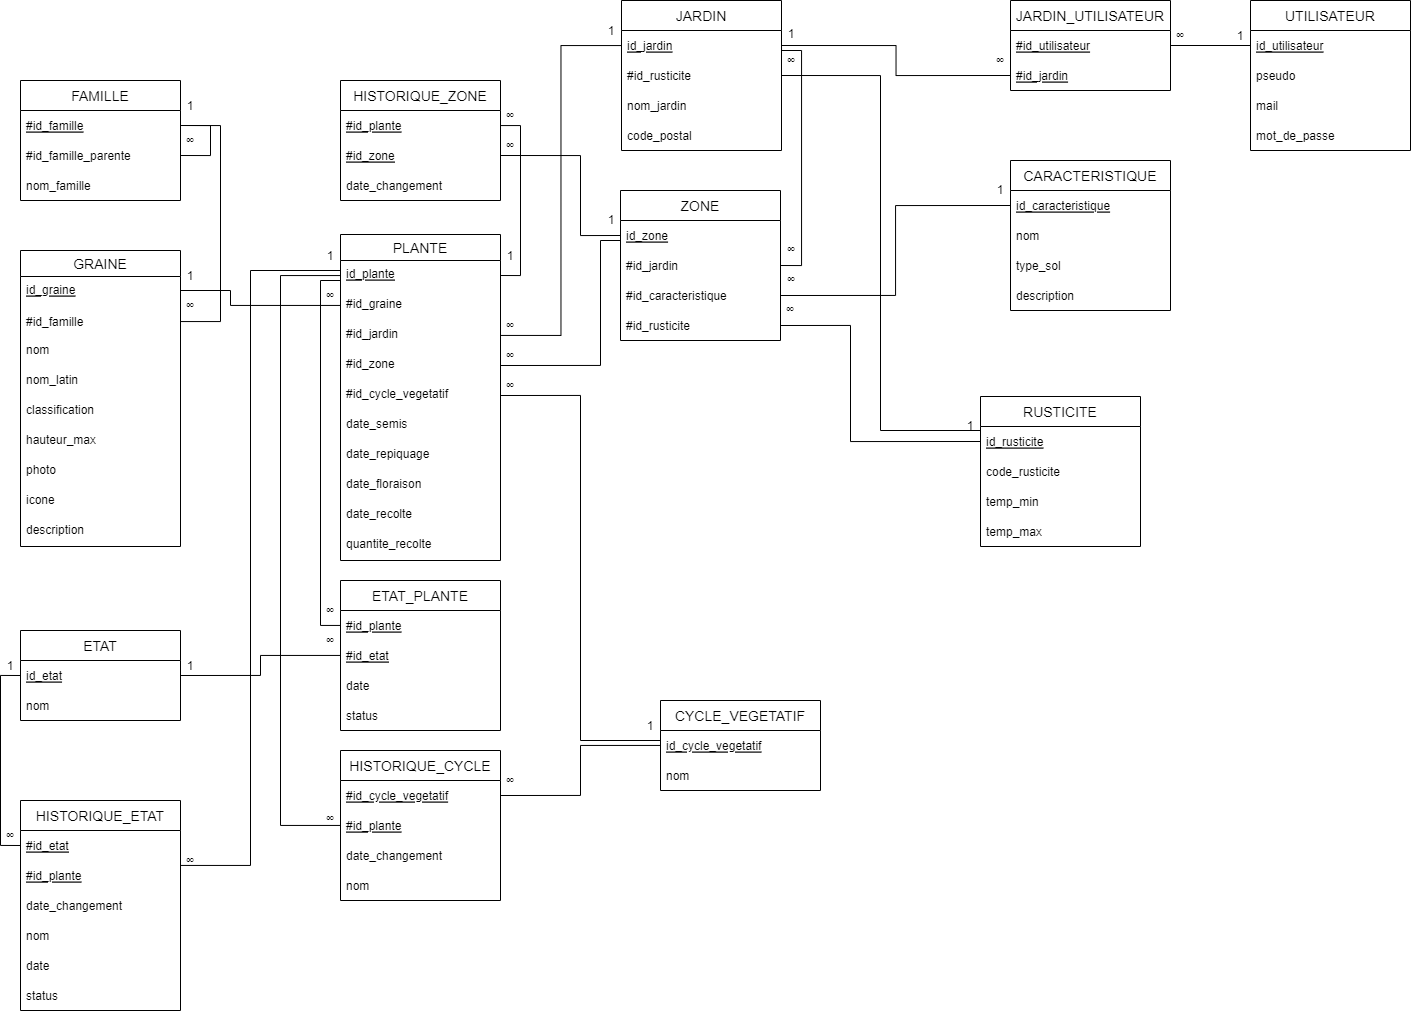 JARDIN
id_jardin
#id_rusticite
nom_jardin
code_postal
JARDIN_UTILISATEUR
#id_utilisateur
#id_jardin
UTILISATEUR
id_utilisateur
pseudo
mail
mot_de_passe
1
1
∞
∞
∞
1
FAMILLE
#id_famille
#id_famille_parente
nom_famille
1
∞
HISTORIQUE_ZONE
#id_plante
#id_zone
date_changement
∞
∞
ZONE
id_zone
#id_jardin
#id_caracteristique
#id_rusticite
1
∞
∞
∞
CARACTERISTIQUE
id_caracteristique
nom
type_sol
description
1
GRAINE
id_graine
#id_famille
nom
nom_latin
classification
hauteur_max
photo
icone
description
1
∞
PLANTE
id_plante
#id_graine
#id_jardin
#id_zone
#id_cycle_vegetatif
date_semis
date_repiquage
date_floraison
date_recolte
quantite_recolte
1
∞
1
∞
∞
∞
RUSTICITE
id_rusticite
code_rusticite
temp_min
temp_max
1
ETAT
id_etat
nom
1
1
ETAT_PLANTE
#id_plante
#id_etat
date
status
∞
∞
CYCLE_VEGETATIF
id_cycle_vegetatif
nom
1
HISTORIQUE_CYCLE
#id_cycle_vegetatif
#id_plante
date_changement
nom
∞
∞
HISTORIQUE_ETAT
#id_etat
#id_plante
date_changement
nom
date
status
∞
∞